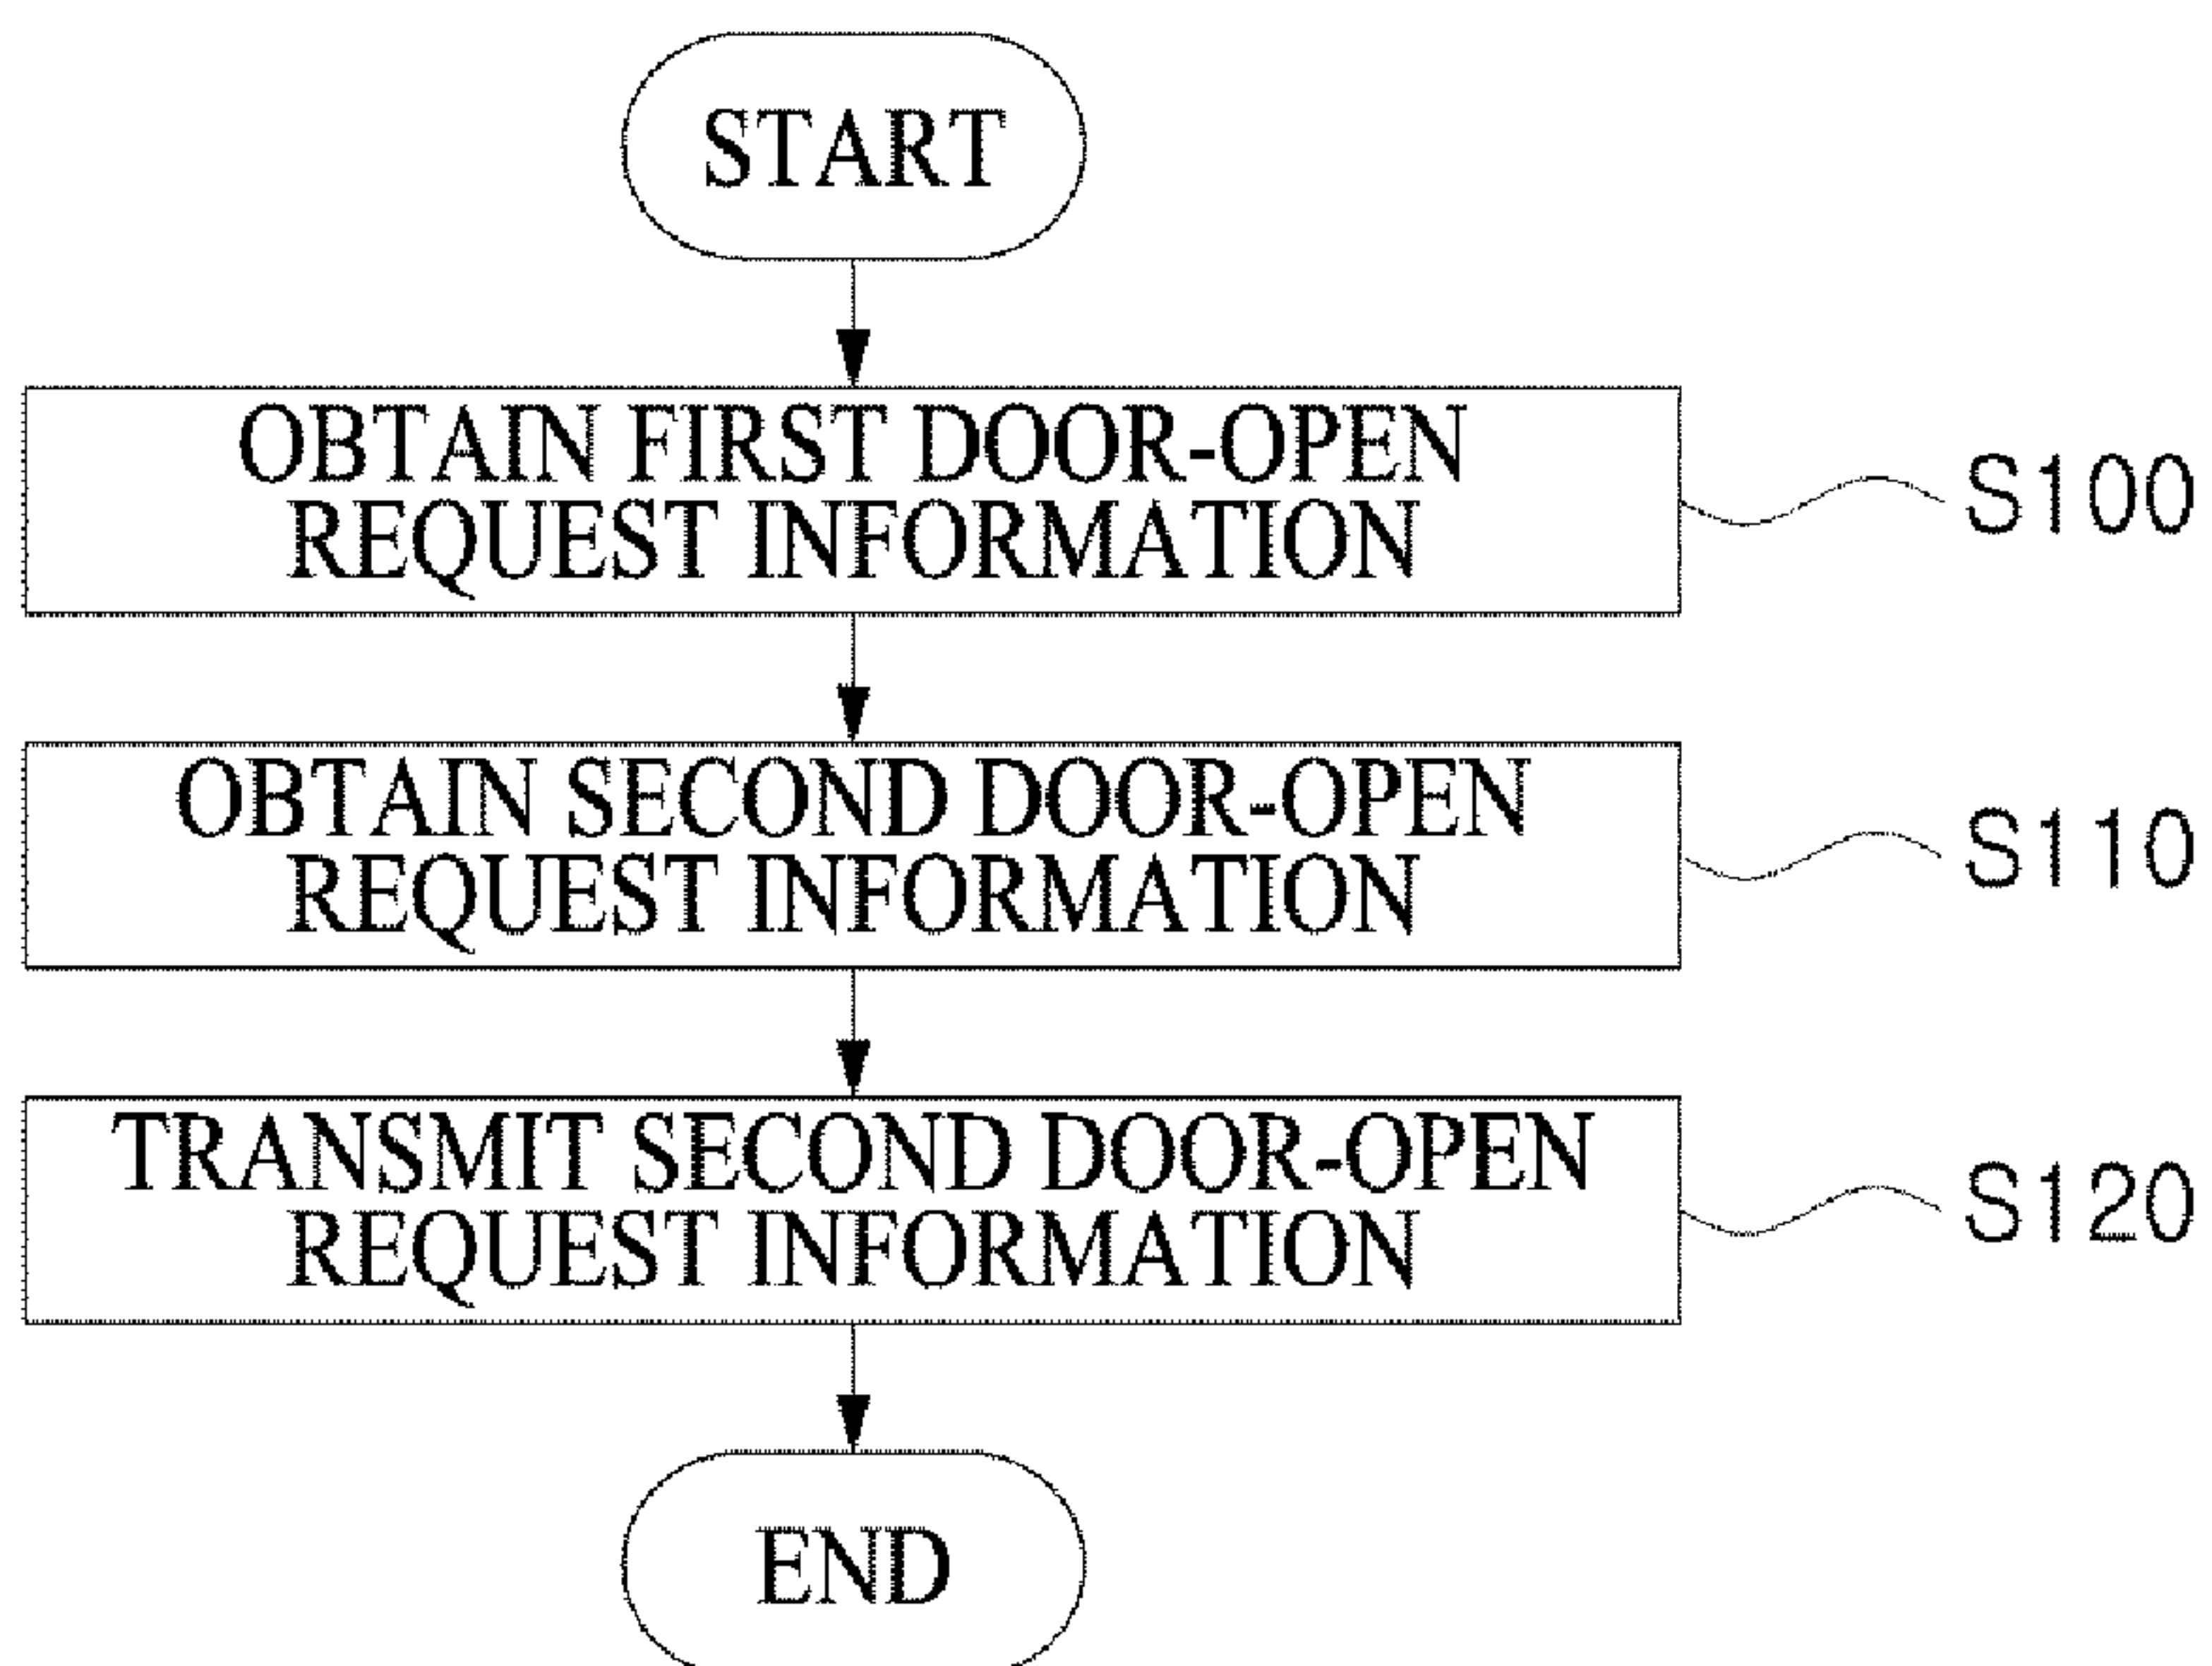 START
OBTAIN FIRST DOOR-OPEN
REQUEST INFORMATION
S100
OBTAIN SECOND DOOR-OPEN
REQUEST INFORMATION
S110
TRANSMIT SECOND DOOR-OPEN
REQUEST INFORMATION
S120
END